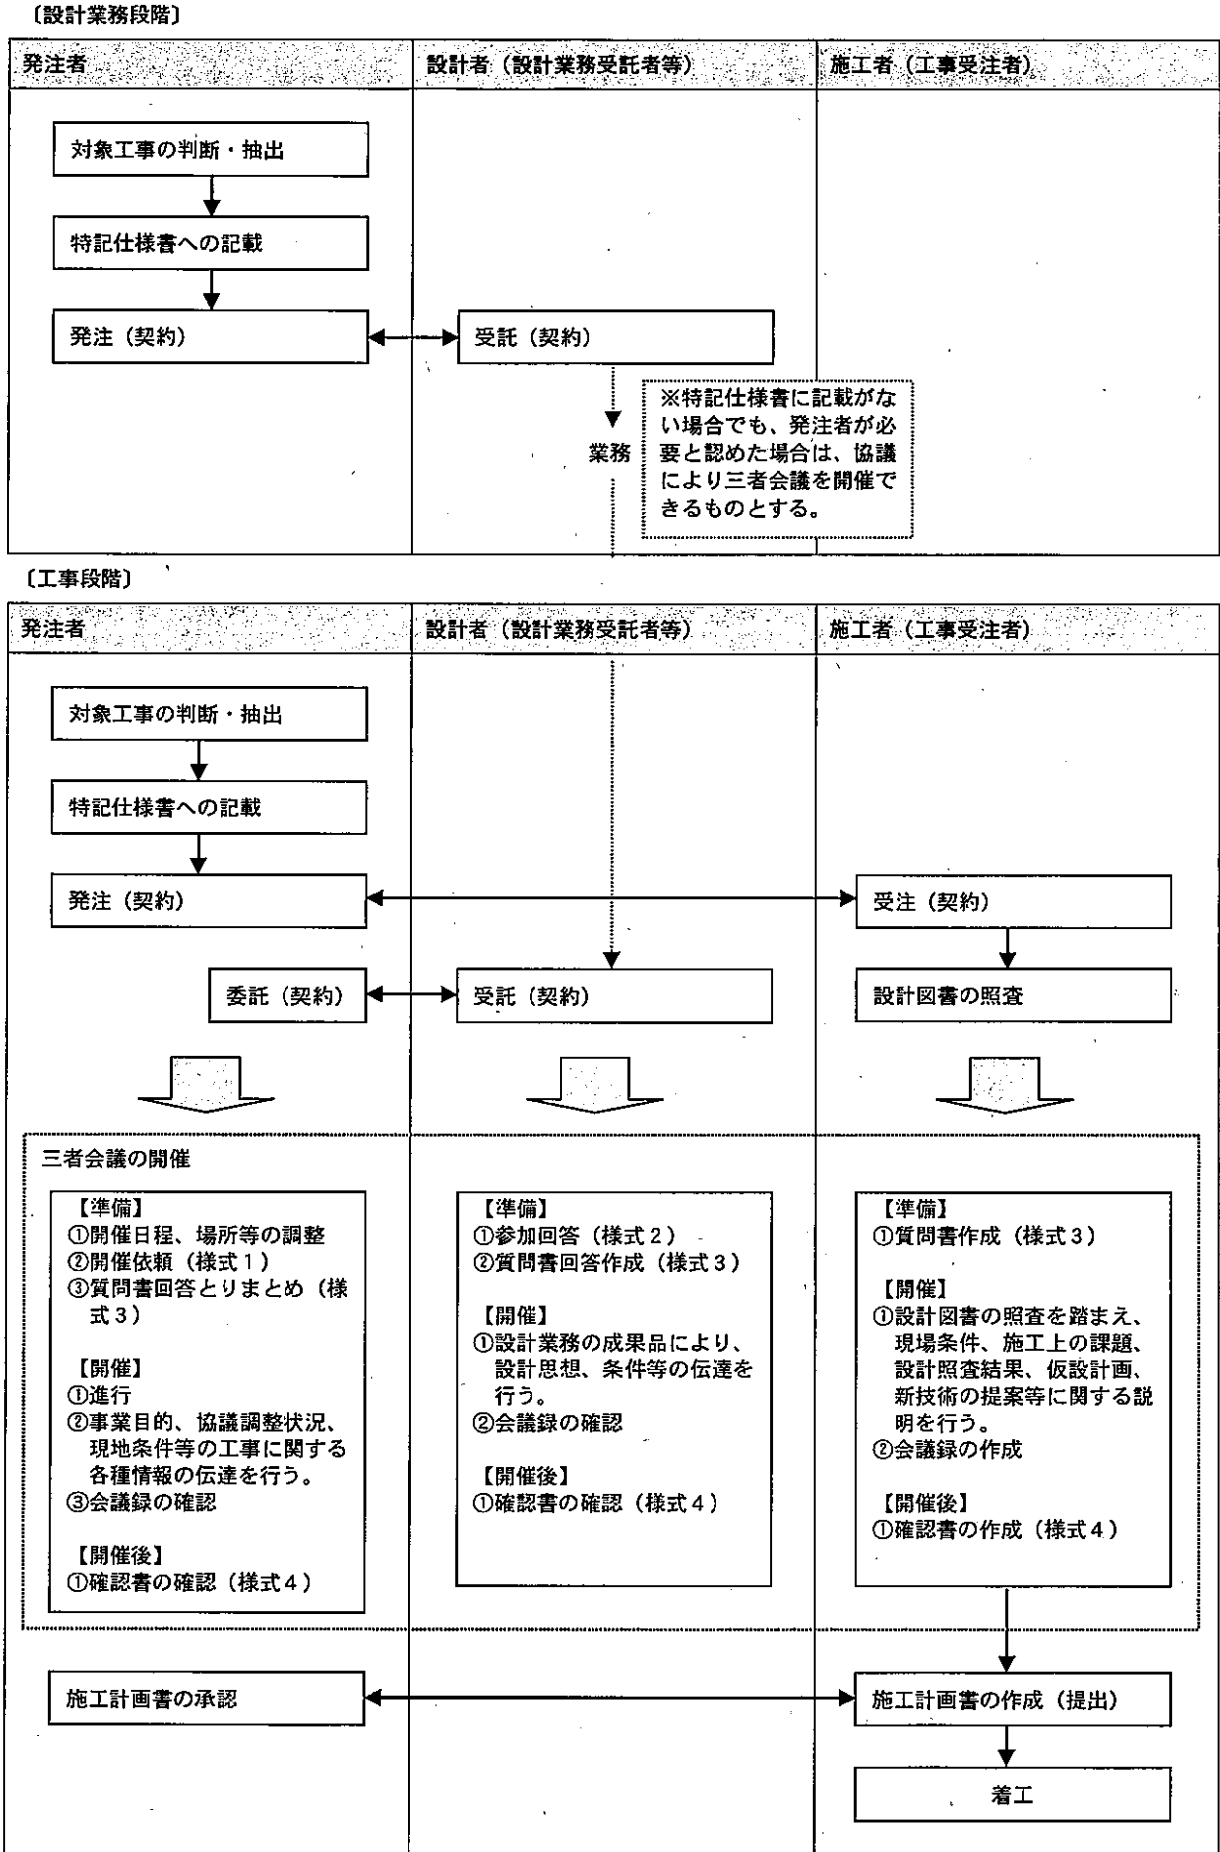 〔設計業務段階〕
発注者
設計者（設計業務受託者等）
施工者（工事受注者）
対象工事の判断・抽出
特記仕様書への記載
発注（契約）
受託（契約）
業務
※特記仕様書に記載がな
い場合でも、発注者が必
要と認めた場合は、協議
により三者会議を開催で
きるものとする。
〔工事段階〕
発注者
設計者（設計業務受託者等）
施工者（工事受注者）
対象工事の判断・抽出
特記仕様書への記載
発注（契約）
受注（契約）
委託（契約）
受託（契約）
設計図書の照査
三者会議の開催
【準備】
①開催日程、場所等の調整
②開催依頼（様式１）
③質問書回答とりまとめ（様
式３）
【開催】
①進行
②事業目的、協議調整状況、
現地条件等の工事に関する
各種情報の伝達を行う。
③会議録の確認
【開催後】
①確認書の確認（様式４）
【準備】
①参加回答（様式２）
②質問書回答作成（様式３）
【開催】
①設計業務の成果品により、
設計思想、条件等の伝達を
行う。
②会議録の確認
【開催後】
①確認書の確認（様式４）
【準備】
①質問書作成（様式３）
【開催】
①設計図書の照査を踏まえ、
現場条件、施工上の課題、
設計照査結果、仮設計画、
新技術の提案等に関する説
明を行う。
②会議録の作成
【開催後】
①確認書の作成（様式４）
施工計画書の承認
施工計画書の作成（提出）
着工